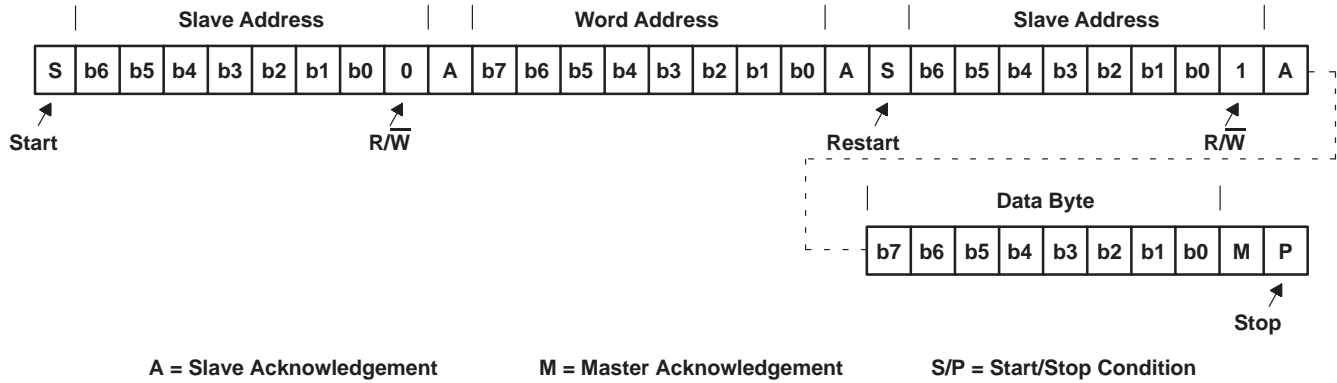 Slave Address Word Address Slave Address
S b6 b5 b4 b3 b2 b1 b0 0 A b7 b6 b5 b4 b3 b2 b1 b0 A S b6 b5 b4 b3 b2 b1 b0 1 A
Start R/W̅ Restart R/W̅
Data Byte
b7 b6 b5 b4 b3 b2 b1 b0 M P
Stop
A = Slave Acknowledgement M = Master Acknowledgement S/P = Start/Stop Condition